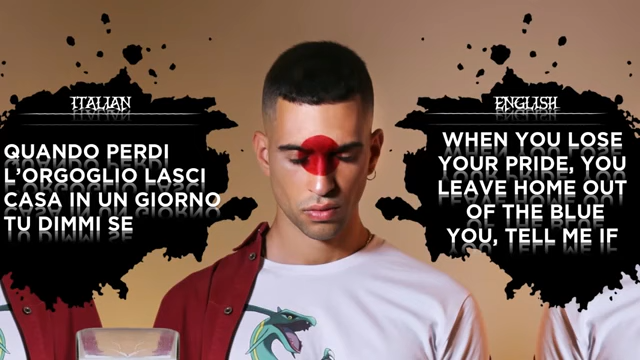 ITALIAN
QUANDO PERDI
L'ORGOGLIO LASCI
CASA IN UN GIORNO
TU DIMMI SE
ENGLISH
WHEN YOU LOSE
YOUR PRIDE, YOU
LEAVE HOME OUT
OF THE BLUE
YOU, TELL ME IF